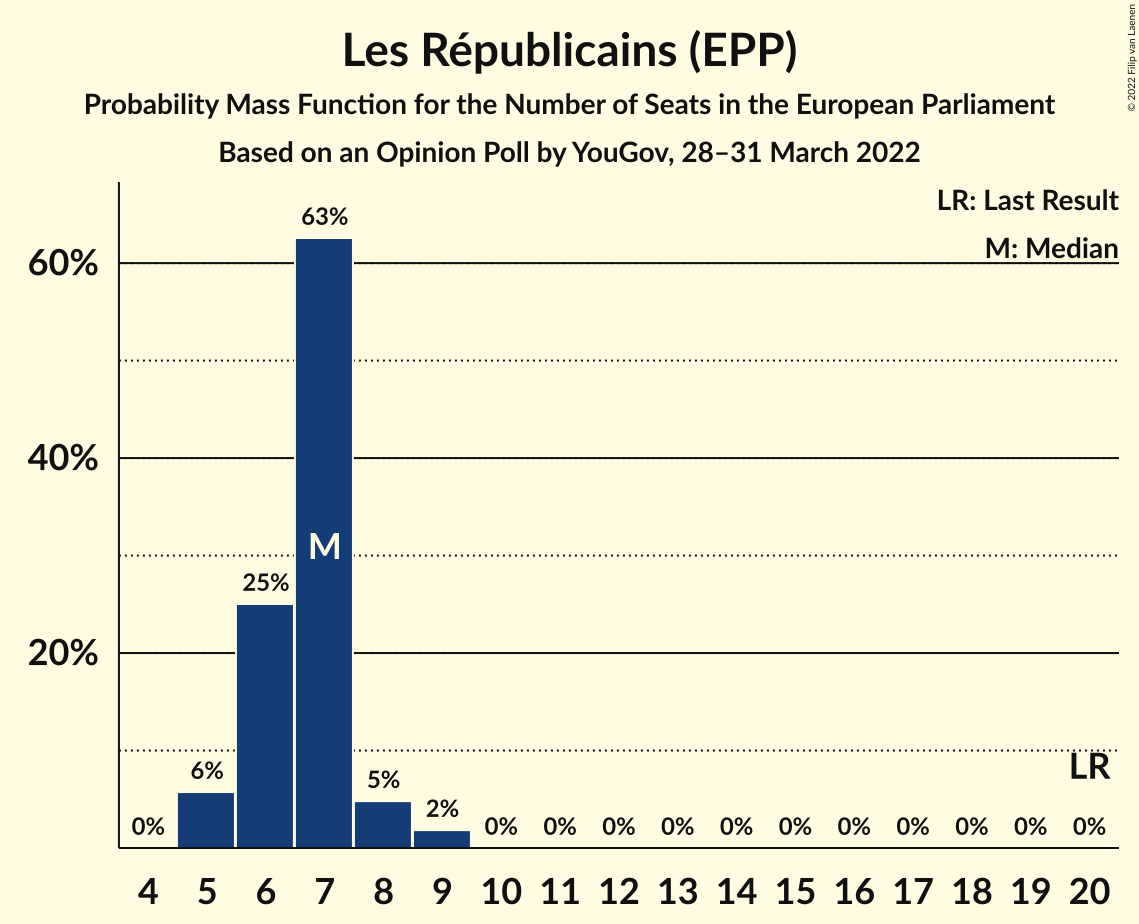 Les Républicains (EPP)
Probability Mass Function for the Number of Seats in the European Parliament
Based on an Opinion Poll by YouGov, 28–31 March 2022
© 2022 Filip van Laenen
LR: Last Result
M: Median
60%
40%
20%
0%
6%
25%
63%
5%
2%
0%
0%
0%
0%
0%
0%
0%
0%
0%
0%
0%
M
LR
4 5 6 7 8 9 10 11 12 13 14 15 16 17 18 19 20